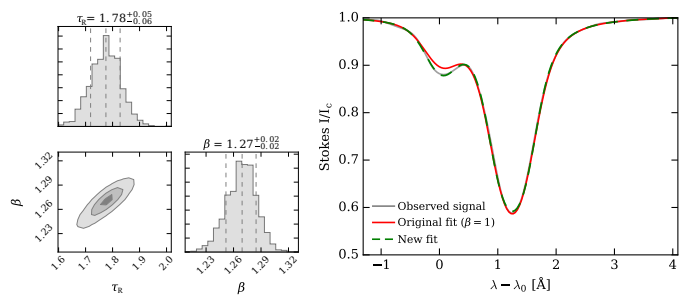 τ_R = 1.78^{+0.05}_{−0.06}
β
1.32
1.29
1.26
1.23
1.6
1.7
1.8
1.9
2.0
τ_R
β = 1.27^{+0.02}_{−0.02}
1.23
1.26
1.29
1.32
β
Stokes I/I_c
1.0
0.9
0.8
0.7
0.6
0.5
Observed signal
Original fit (β = 1)
New fit
−1
0
1
2
3
4
λ − λ_0 [Å]